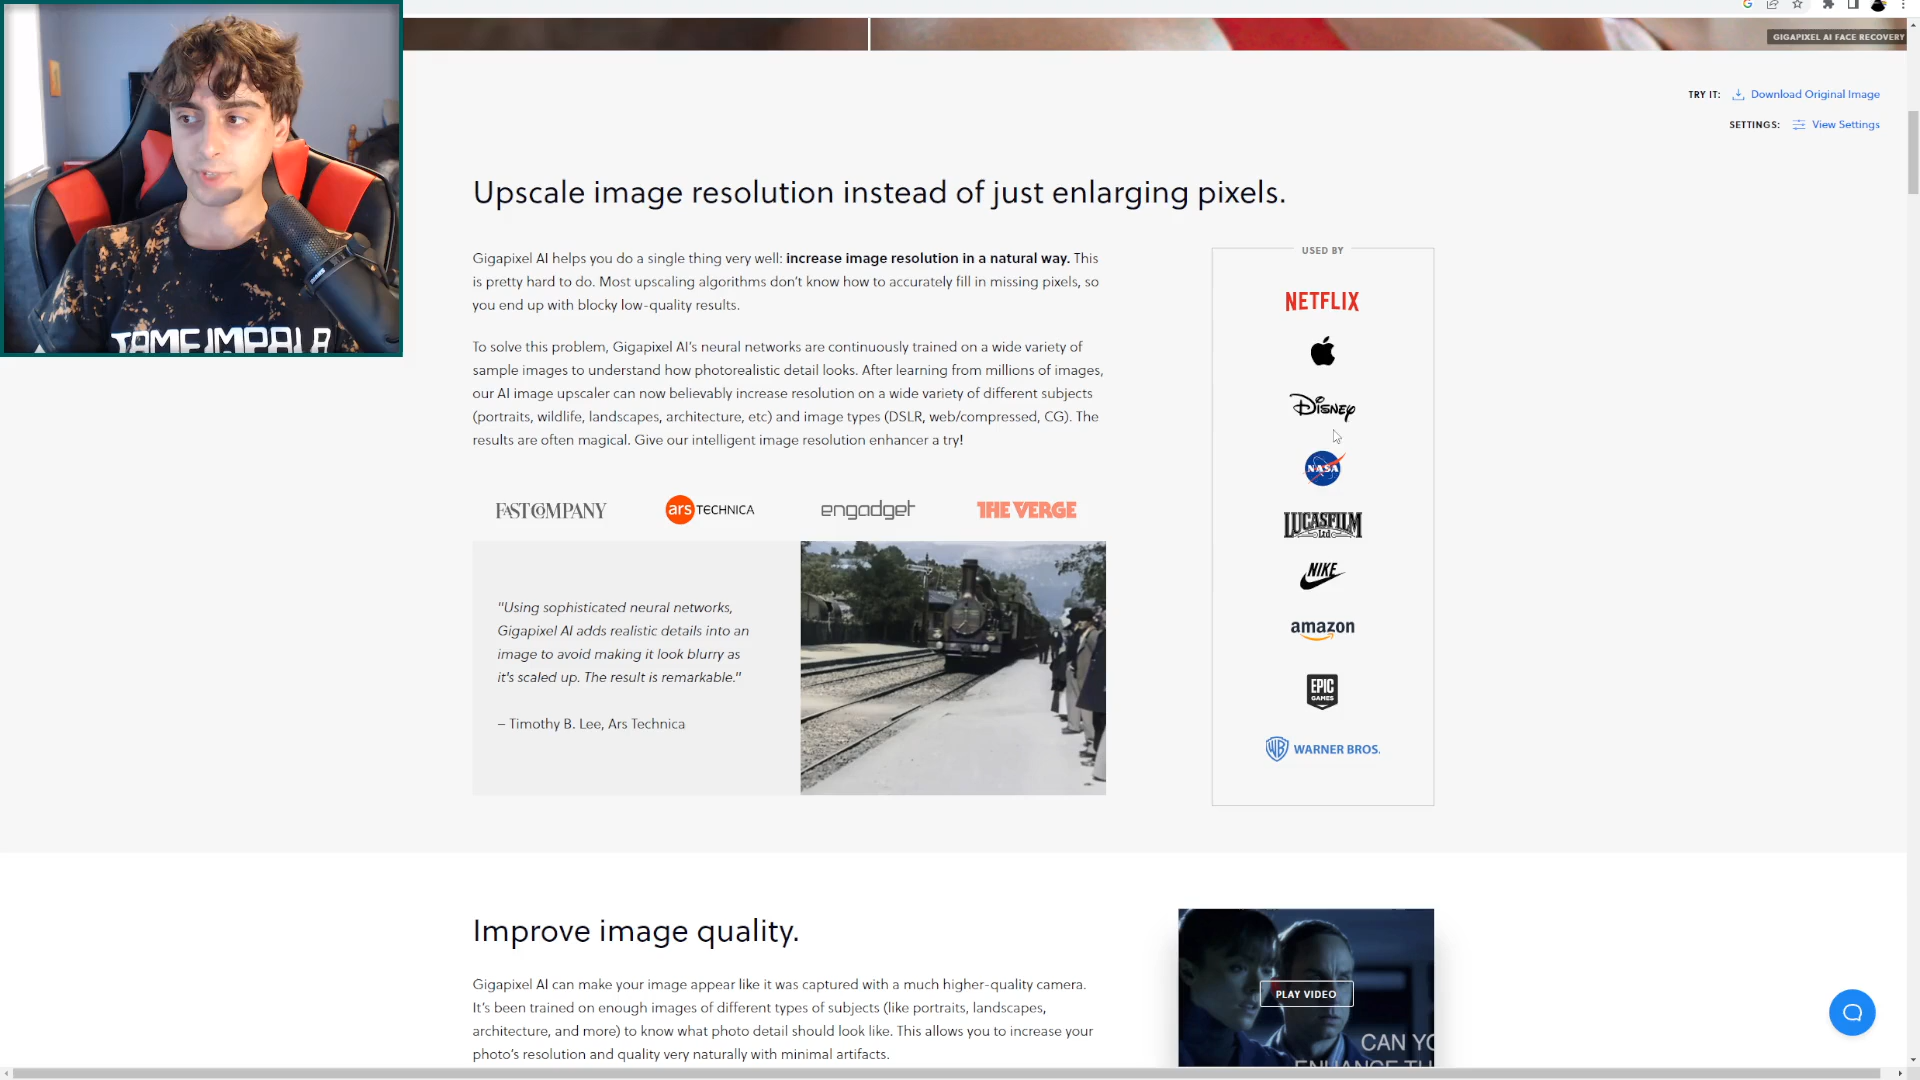 GIGAPIXEL AI FACE RECOVERY
TRY IT: Download Original Image
SETTINGS: View Settings
TAME IMPALA
Upscale image resolution instead of just enlarging pixels.
Gigapixel AI helps you do a single thing very well: increase image resolution in a natural way. This
is pretty hard to do. Most upscaling algorithms don't know how to accurately fill in missing pixels, so
you end up with blocky low-quality results.
To solve this problem, Gigapixel AI's neural networks are continuously trained on a wide variety of
sample images to understand how photorealistic detail looks. After learning from millions of images,
our AI image upscaler can now believably increase resolution on a wide variety of different subjects
(portraits, wildlife, landscapes, architecture, etc) and image types (DSLR, web/compressed, CG). The
results are often magical. Give our intelligent image resolution enhancer a try!
FAST COMPANY
ars TECHNICA
engadget
THE VERGE
"Using sophisticated neural networks,
Gigapixel AI adds realistic details into an
image to avoid making it look blurry as
it's scaled up. The result is remarkable."
– Timothy B. Lee, Ars Technica
USED BY
NETFLIX
DISNEY
NASA
LUCASFILM
Ltd
NIKE
amazon
EPIC
GAMES
WB WARNER BROS.
Improve image quality.
Gigapixel AI can make your image appear like it was captured with a much higher-quality camera.
It's been trained on enough images of different types of subjects (like portraits, landscapes,
architecture, and more) to know what photo detail should look like. This allows you to increase your
photo's resolution and quality very naturally with minimal artifacts.
PLAY VIDEO
CAN YO
ENHANCE TH